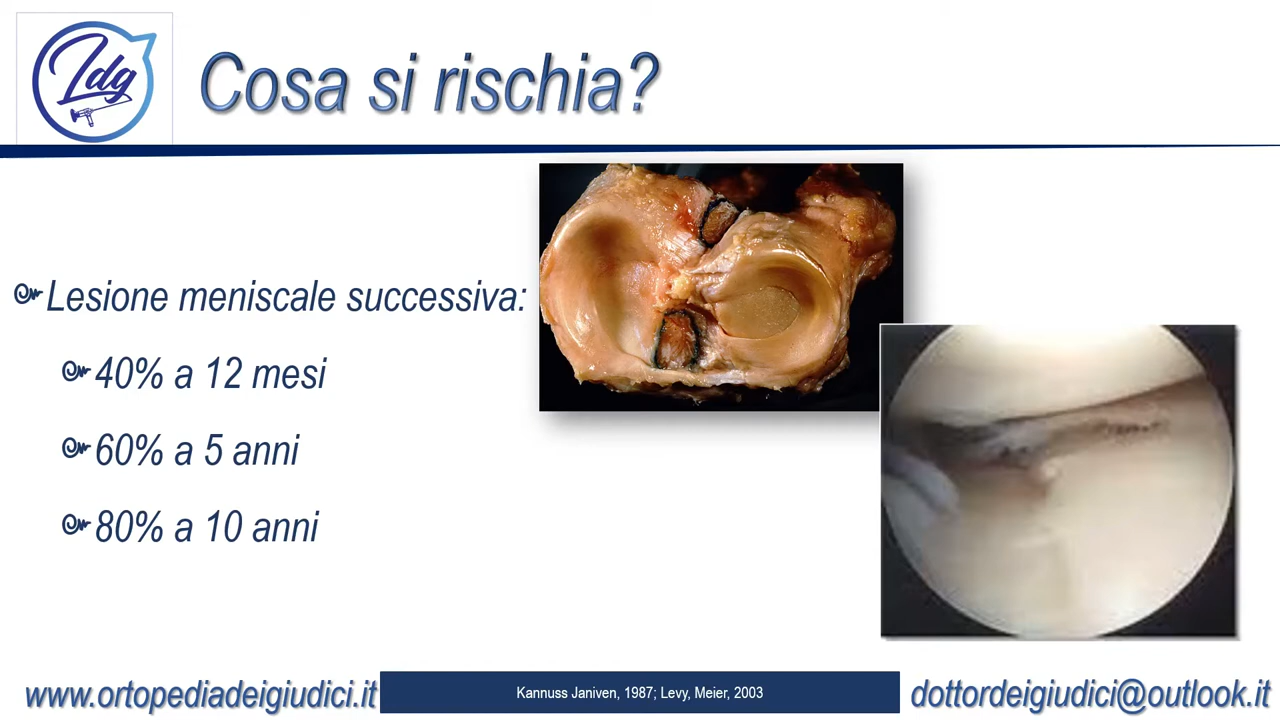 Ldg
Cosa si rischia?
Lesione meniscale successiva:
40% a 12 mesi
60% a 5 anni
80% a 10 anni
www.ortopediadeigiudici.it
Kannuss Janiven, 1987; Levy, Meier, 2003
dottordeigiudici@outlook.it